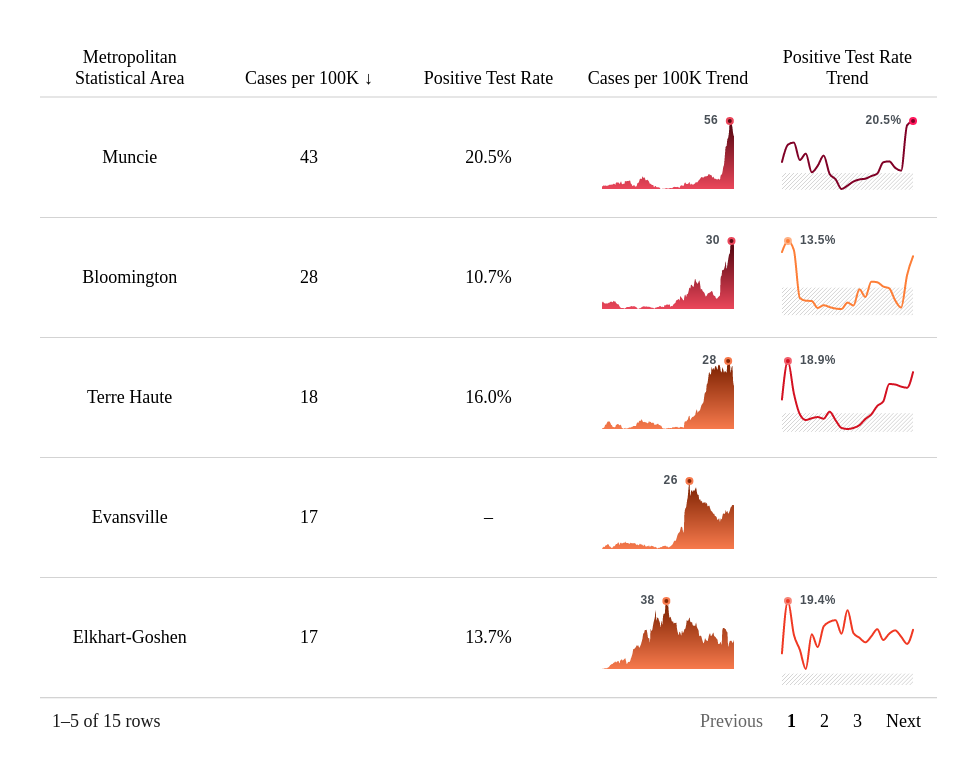 Metropolitan
Statistical Area
Cases per 100K ↓
Positive Test Rate
Cases per 100K Trend
Positive Test Rate
Trend
Muncie 43 20.5% 56 20.5%
Bloomington 28 10.7% 30 13.5%
Terre Haute 18 16.0% 28 18.9%
Evansville 17 – 26
Elkhart-Goshen 17 13.7% 38 19.4%
1–5 of 15 rows Previous 1 2 3 Next